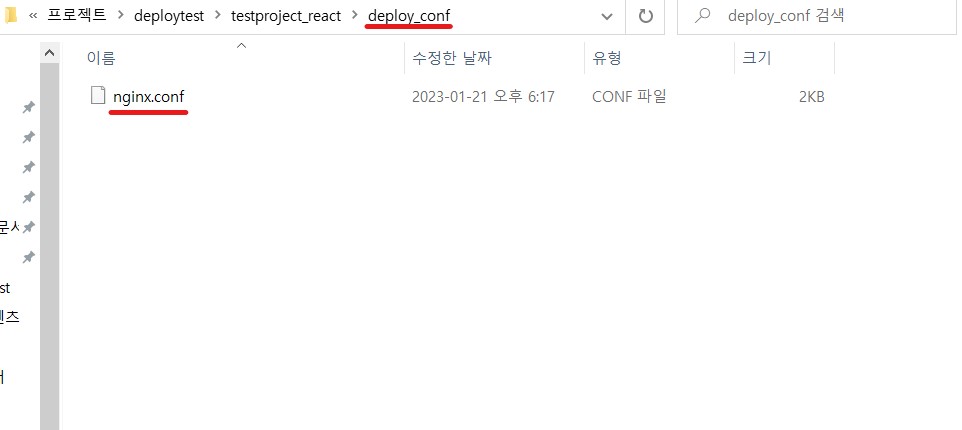 « 프로젝트 > deploytest > testproject_react > deploy_conf deploy_conf 검색
이름 수정한 날짜 유형 크기
nginx.conf 2023-01-21 오후 6:17 CONF 파일 2KB
문서
st
텐츠